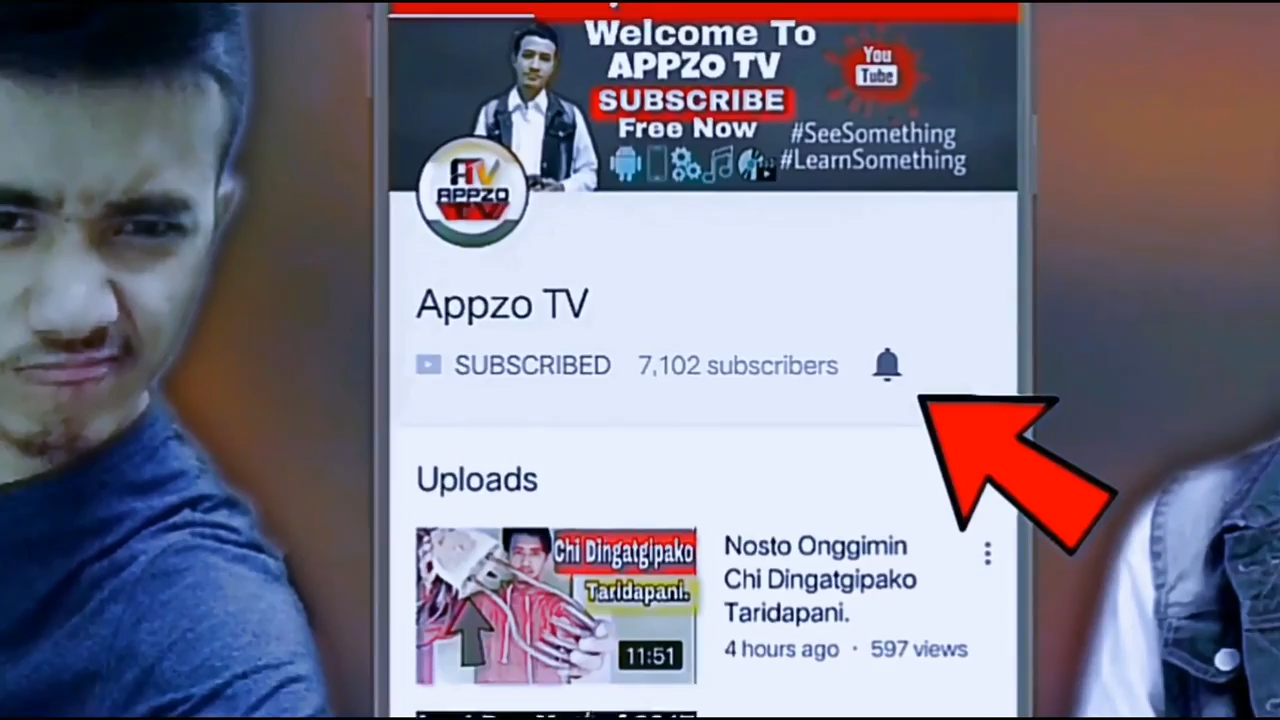 Welcome To
APPZO TV
SUBSCRIBE
Free Now
You
Tube
#SeeSomething
#LearnSomething
ATV
APPZO
TV
Appzo TV
SUBSCRIBED 7,102 subscribers
Uploads
Chi Dingatgipako
Taridapani.
11:51
Nosto Onggimin
Chi Dingatgipako
Taridapani.
4 hours ago · 597 views